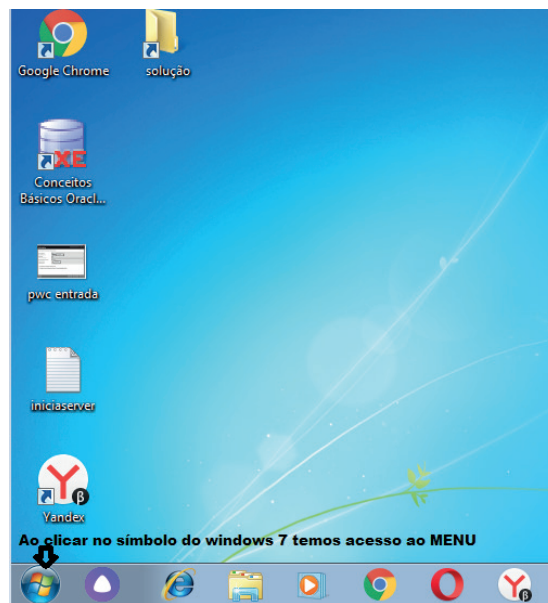 Google Chrome
solução
XE
Conceitos
Básicos Oracl...
pwc entrada
iniciaserver
Y β
Yandex
Ao clicar no símbolo do windows 7 temos acesso ao MENU
β